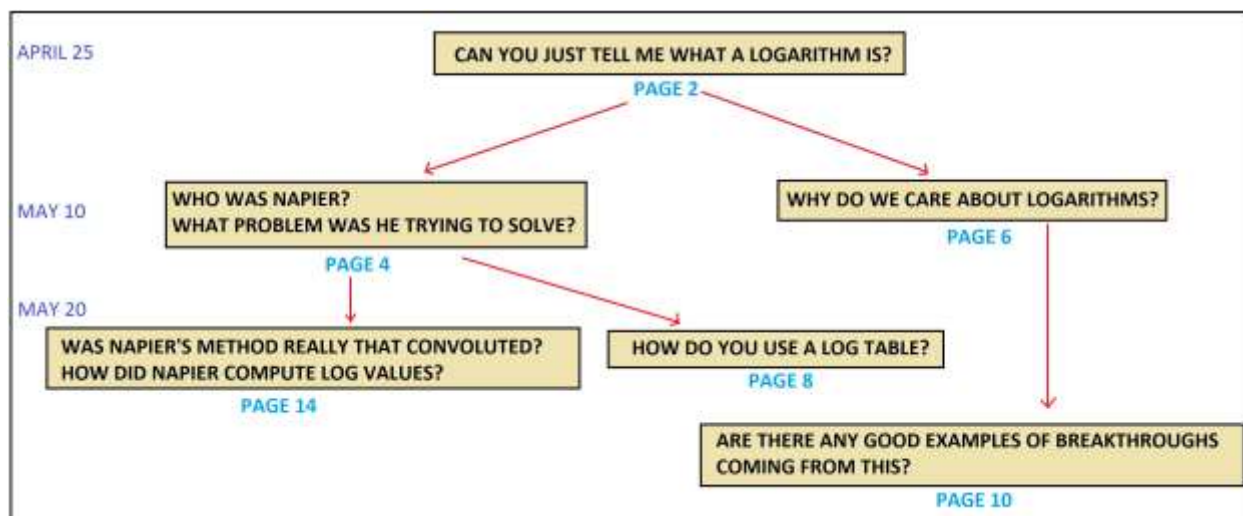 APRIL 25
CAN YOU JUST TELL ME WHAT A LOGARITHM IS?
PAGE 2
MAY 10
WHO WAS NAPIER?
WHAT PROBLEM WAS HE TRYING TO SOLVE?
PAGE 4
WHY DO WE CARE ABOUT LOGARITHMS?
PAGE 6
MAY 20
WAS NAPIER'S METHOD REALLY THAT CONVOLUTED?
HOW DID NAPIER COMPUTE LOG VALUES?
PAGE 14
HOW DO YOU USE A LOG TABLE?
PAGE 8
ARE THERE ANY GOOD EXAMPLES OF BREAKTHROUGHS
COMING FROM THIS?
PAGE 10